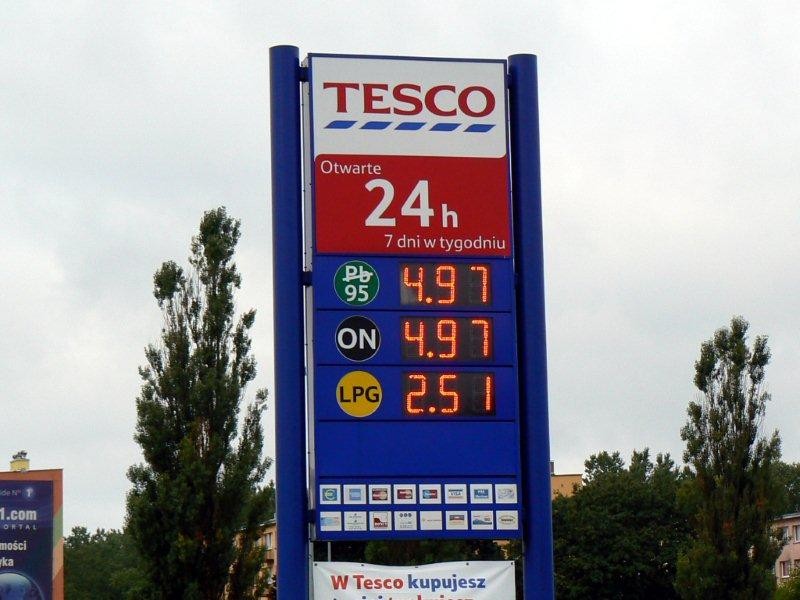 TESCO
Otwarte
24h
7 dni w tygodniu
Pb
95
4.97
ON
4.97
LPG
2.51
VISA
W Tesco kupujesz
1.com